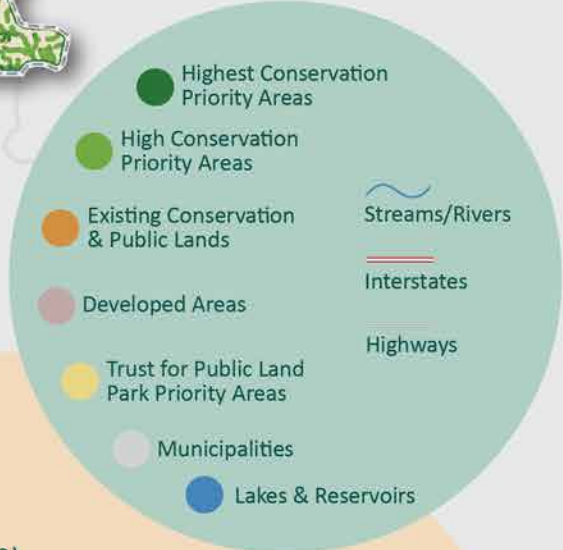 Highest Conservation
Priority Areas
High Conservation
Priority Areas
Existing Conservation
& Public Lands
Developed Areas
Trust for Public Land
Park Priority Areas
Municipalities
Lakes & Reservoirs
Streams/Rivers
Interstates
Highways